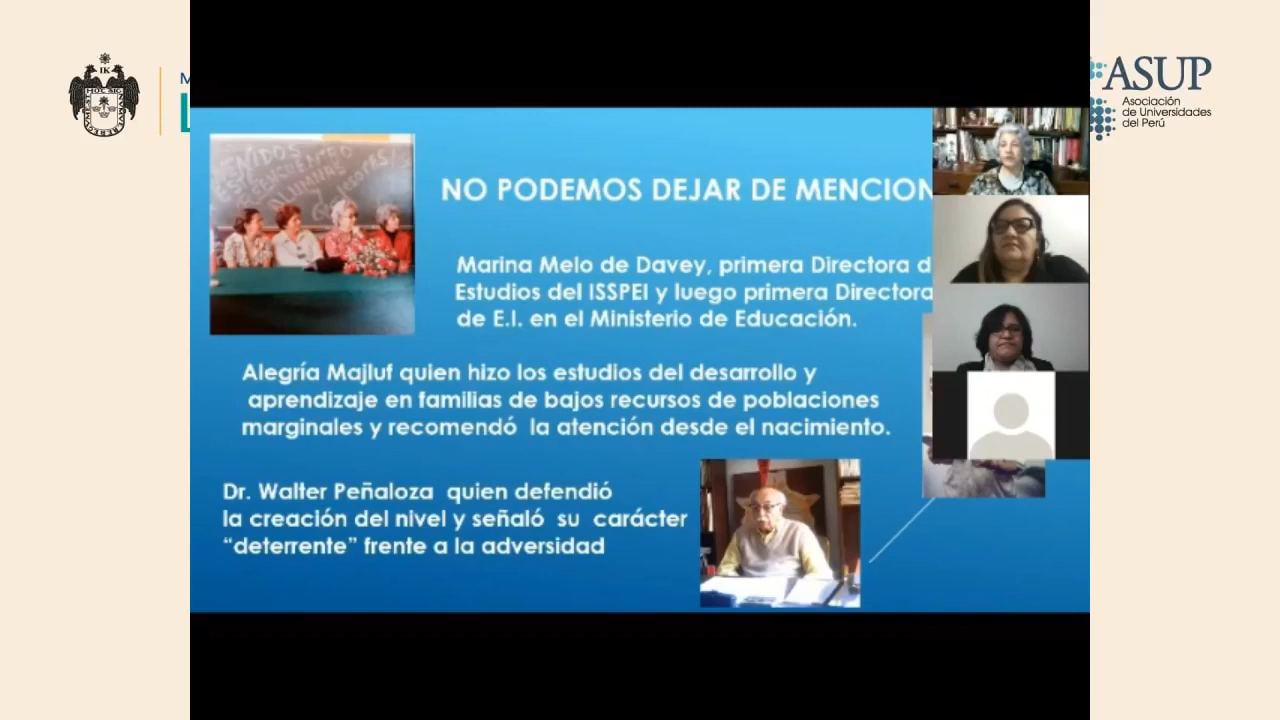 IK
M
L
ASUP
Asociación
de Universidades
del Perú
NO PODEMOS DEJAR DE MENCION
Marina Melo de Davey, primera Directora d
Estudios del ISSPEI y luego primera Directora
de E.I. en el Ministerio de Educación.
Alegría Majluf quien hizo los estudios del desarrollo y
aprendizaje en familias de bajos recursos de poblaciones
marginales y recomendó la atención desde el nacimiento.
Dr. Walter Peñaloza quien defendió
la creación del nivel y señaló su carácter
“deterrente” frente a la adversidad